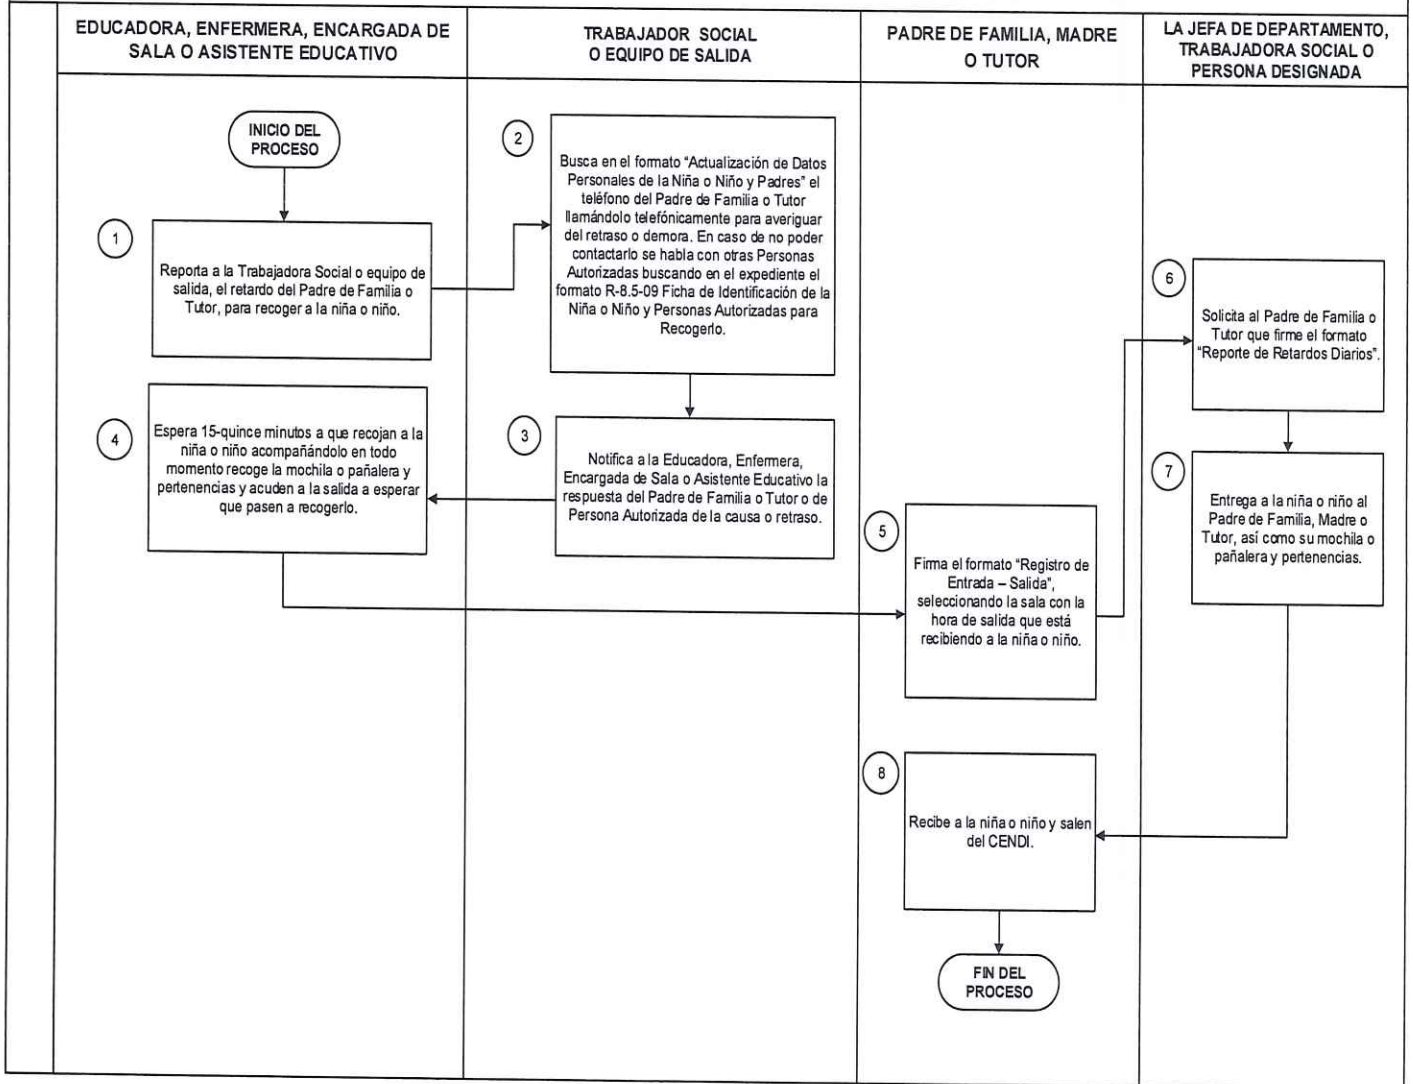 EDUCADORA, ENFERMERA, ENCARGADA DE
SALA O ASISTENTE EDUCATIVO
TRABAJADOR SOCIAL
O EQUIPO DE SALIDA
PADRE DE FAMILIA, MADRE
O TUTOR
LA JEFA DE DEPARTAMENTO,
TRABAJADORA SOCIAL O
PERSONA DESIGNADA
INICIO DEL
PROCESO
1
Reporta a la Trabajadora Social o equipo de
salida, el retardo del Padre de Familia o
Tutor, para recoger a la niña o niño.
2
Busca en el formato "Actualización de Datos
Personales de la Niña o Niño y Padres" el
teléfono del Padre de Familia o Tutor
llamándolo telefónicamente para averiguar
del retraso o demora. En caso de no poder
contactarlo se habla con otras Personas
Autorizadas buscando en el expediente el
formato R-8.5-09 Ficha de Identificación de la
Niña o Niño y Personas Autorizadas para
Recogerlo.
3
Notifica a la Educadora, Enfermera,
Encargada de Sala o Asistente Educativo la
respuesta del Padre de Familia o Tutor o de
Persona Autorizada de la causa o retraso.
4
Espera 15-quince minutos a que recojan a la
niña o niño acompañándolo en todo
momento recoge la mochila o pañalera y
pertenencias y acuden a la salida a esperar
que pasen a recogerlo.
5
Firma el formato "Registro de
Entrada – Salida",
seleccionando la sala con la
hora de salida que está
recibiendo a la niña o niño.
6
Solicita al Padre de Familia o
Tutor que firme el formato
"Reporte de Retardos Diarios".
7
Entrega a la niña o niño al
Padre de Familia, Madre o
Tutor, así como su mochila o
pañalera y pertenencias.
8
Recibe a la niña o niño y salen
del CENDI.
FIN DEL
PROCESO